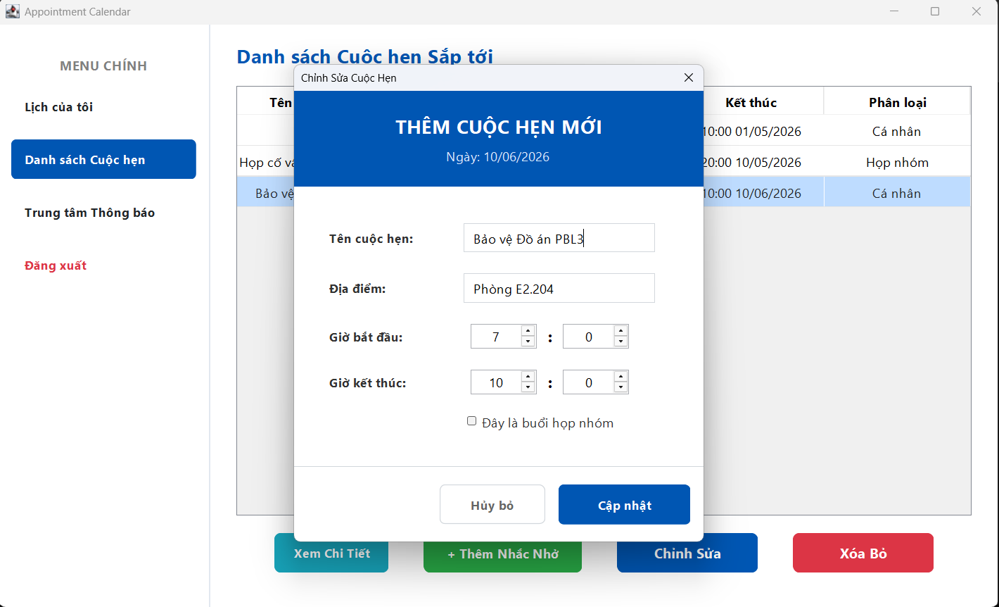 Appointment Calendar
MENU CHÍNH
Lịch của tôi
Danh sách Cuộc hẹn
Trung tâm Thông báo
Đăng xuất
Danh sách Cuộc hẹn Sắp tới
Tên
Kết thúc
Phân loại
10:00 01/05/2026
Cá nhân
Họp cố
20:00 10/05/2026
Họp nhóm
Bảo vệ
10:00 10/06/2026
Cá nhân
Chỉnh Sửa Cuộc Hẹn
THÊM CUỘC HẸN MỚI
Ngày: 10/06/2026
Tên cuộc hẹn:
Bảo vệ Đồ án PBL3
Địa điểm:
Phòng E2.204
Giờ bắt đầu:
7 : 0
Giờ kết thúc:
10 : 0
Đây là buổi họp nhóm
Hủy bỏ
Cập nhật
Xem Chi Tiết
+ Thêm Nhắc Nhở
Chỉnh Sửa
Xóa Bỏ